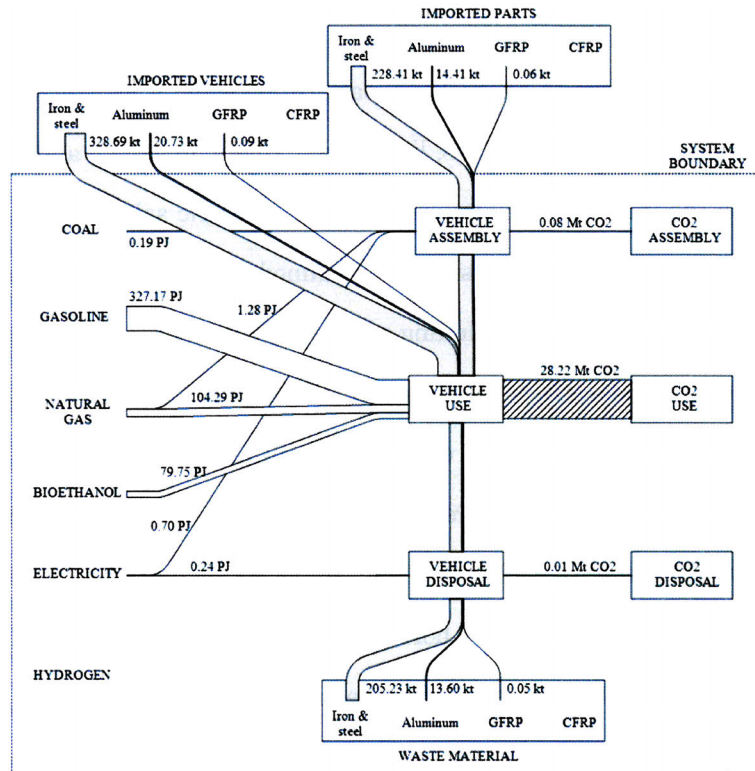 IMPORTED PARTS
Iron & steel Aluminum GFRP CFRP
228.41 kt 14.41 kt 0.06 kt
IMPORTED VEHICLES
Iron & steel Aluminum GFRP CFRP
328.69 kt 20.73 kt 0.09 kt
SYSTEM
BOUNDARY
COAL
0.19 PJ
VEHICLE
ASSEMBLY
0.08 Mt CO2
CO2
ASSEMBLY
GASOLINE
327.17 PJ
1.28 PJ
NATURAL
GAS
104.29 PJ
VEHICLE
USE
28.22 Mt CO2
CO2
USE
BIOETHANOL
79.75 PJ
0.70 PJ
ELECTRICITY
0.24 PJ
VEHICLE
DISPOSAL
0.01 Mt CO2
CO2
DISPOSAL
HYDROGEN
205.23 kt 13.60 kt 0.05 kt
Iron & steel Aluminum GFRP CFRP
WASTE MATERIAL